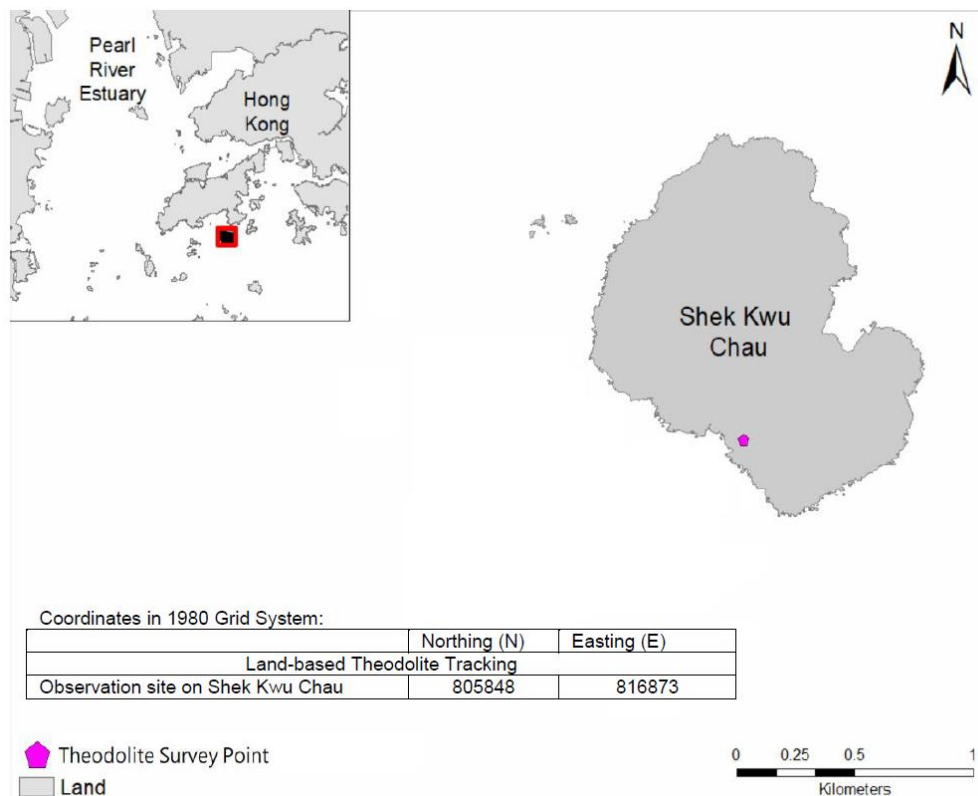 Pearl
River
Estuary
Hong
Kong
N
Shek Kwu
Chau
Coordinates in 1980 Grid System:
Northing (N) Easting (E)
Land-based Theodolite Tracking
Observation site on Shek Kwu Chau 805848 816873
Theodolite Survey Point
Land
0 0.25 0.5 1
Kilometers